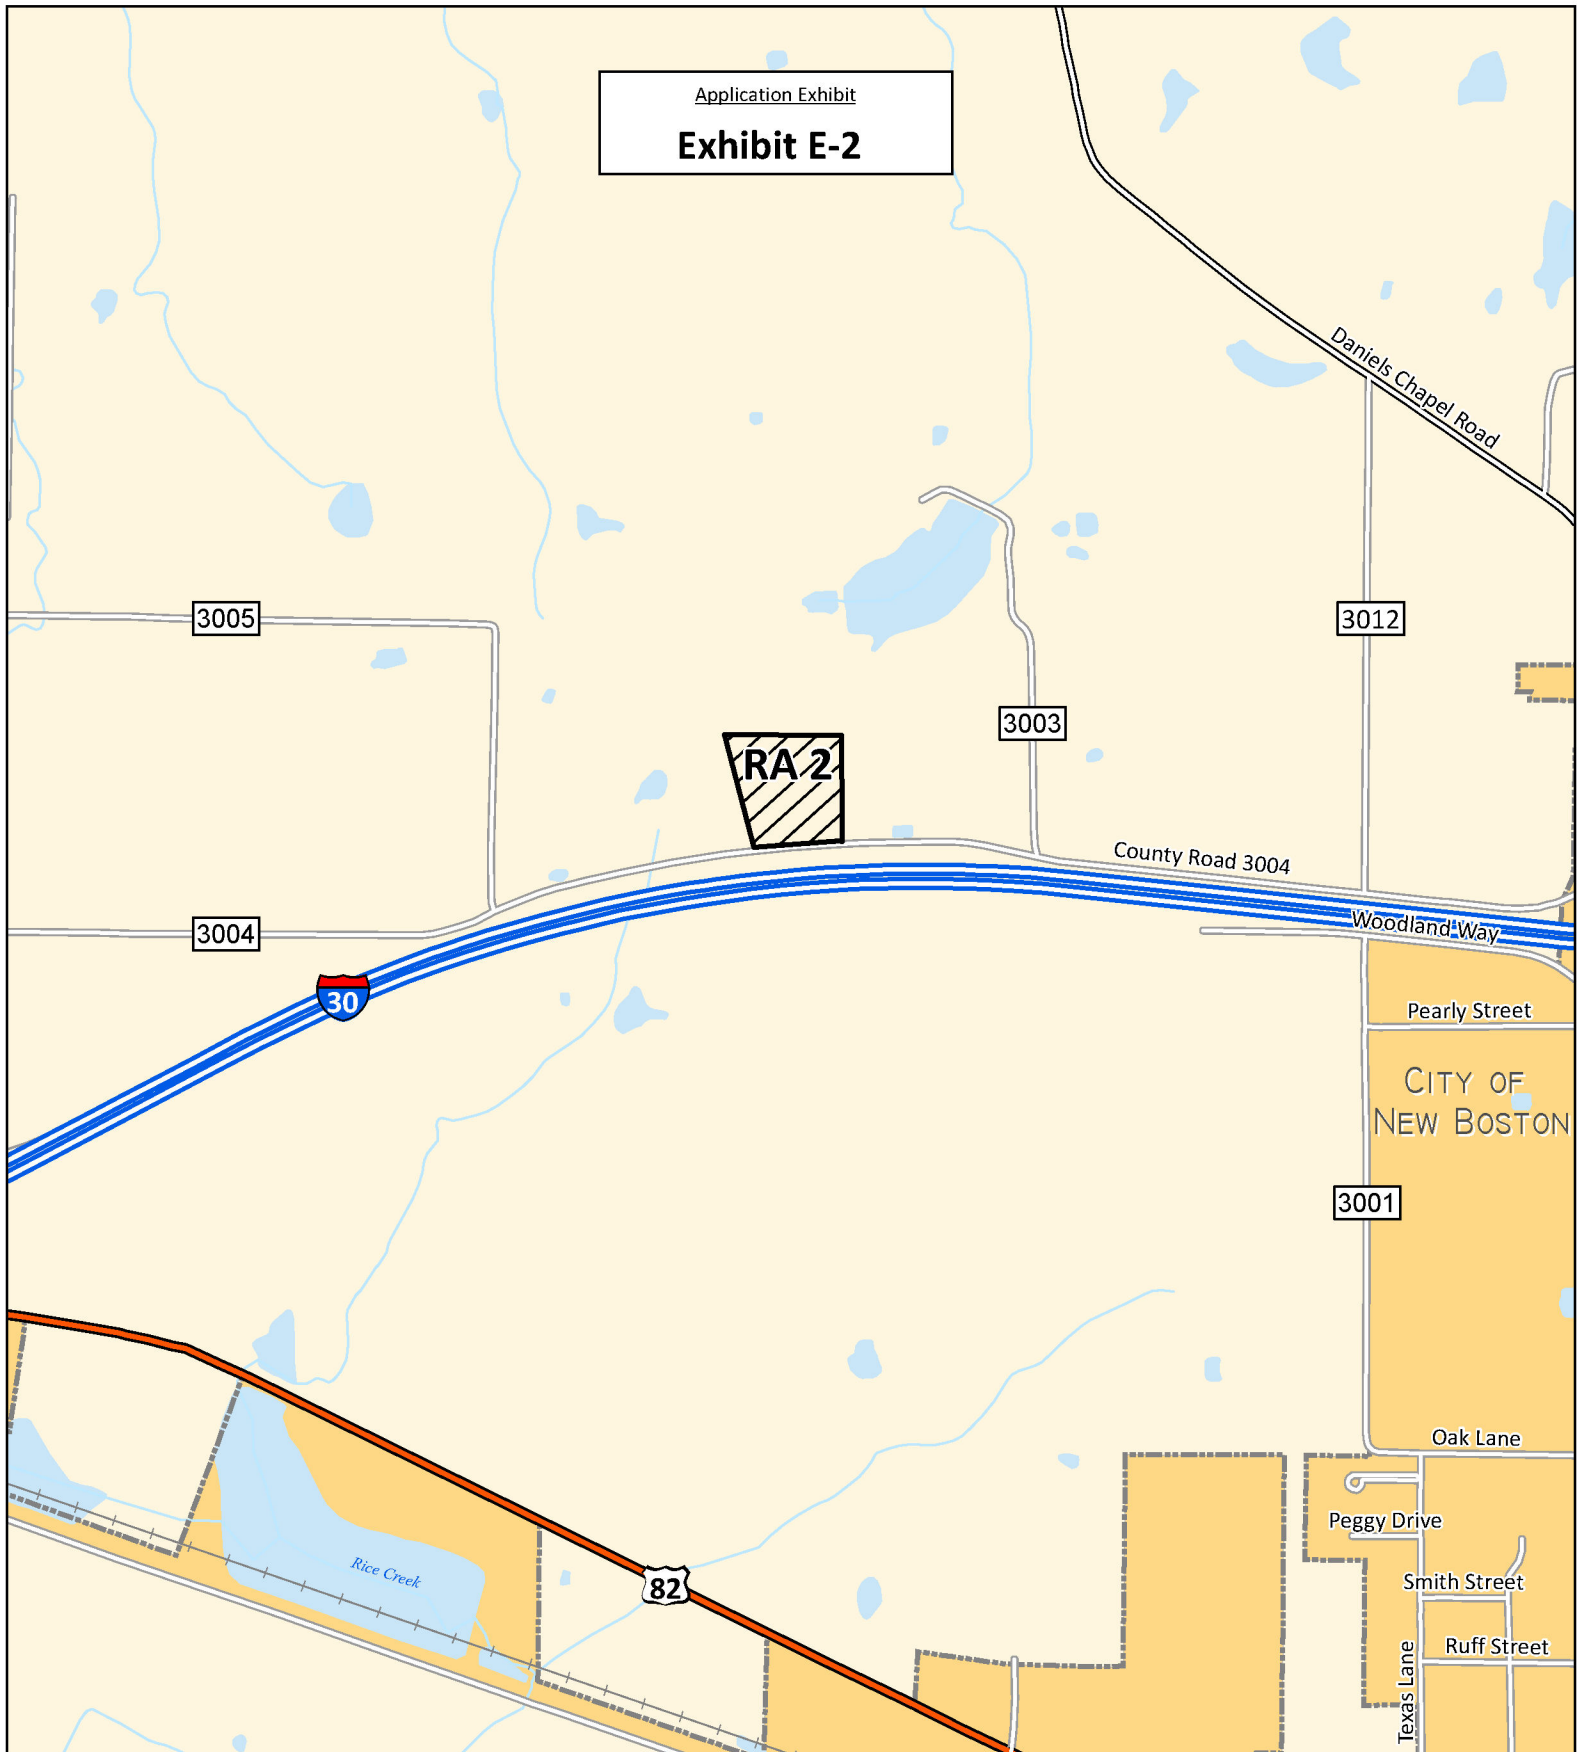 Application Exhibit
Exhibit E-2
Daniels Chapel Road
3005
3012
3003
RA 2
County Road 3004
3004
Woodland Way
30
Pearly Street
CITY OF
NEW BOSTON
3001
Oak Lane
Peggy Drive
Rice Creek
82
Smith Street
Ruff Street
Texas Lane